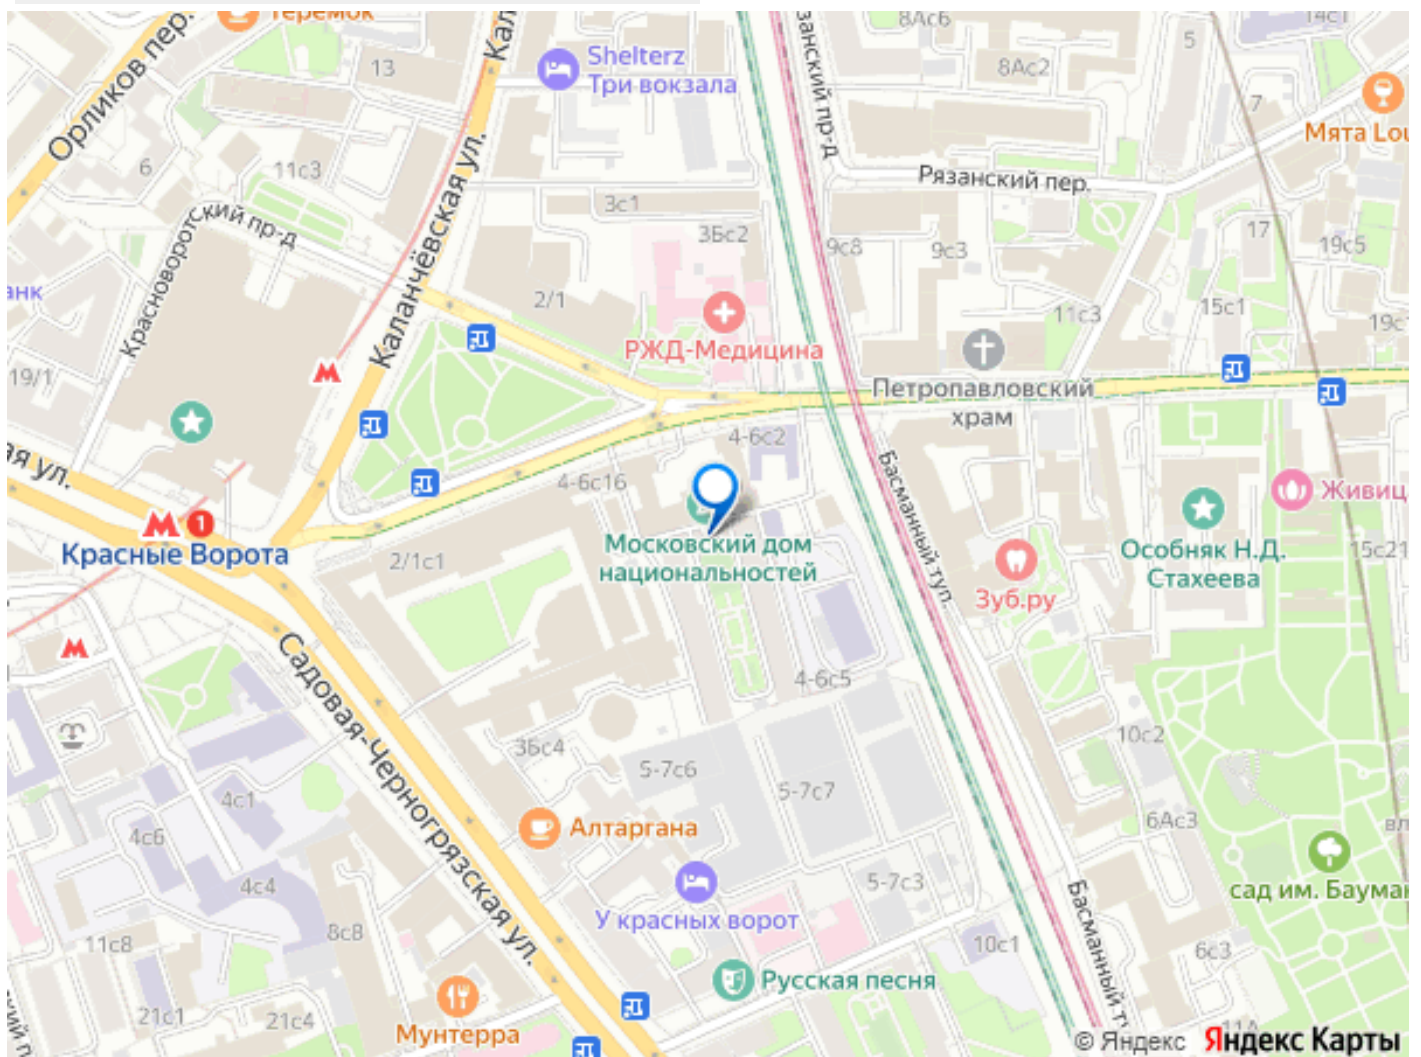 Теремок
Орликов пер.
13
Shelterz
Три вокзала
8Ас6
14с1
5
8Ас2
7
Мята Lou
6
11с3
Каланчёвская ул.
Рязанский пер.
Красноворотский пр-д
3с1
3Бс2
9с8
9с3
17
19с5
2/1
15с1
11с3
РЖД-Медицина
19/1
Петропавловский
храм
4-6с2
4-6с16
Басманный туп.
Живиц
Красные Ворота
1
2/1с1
Московский дом
национальностей
Особняк Н.Д.
Стахеева
15с21
Зуб.ру
Садовая-Черногрязская ул.
4-6с5
3Бс4
5-7с6
5-7с7
10с2
4с1
4с6
Алтаргана
6Ас3
4с4
5-7с3
сад им. Бауман
У красных ворот
8с8
11с8
10с1
6с3
Русская песня
21с1
21с4
Мунтерра
© Яндекс Яндекс Карты